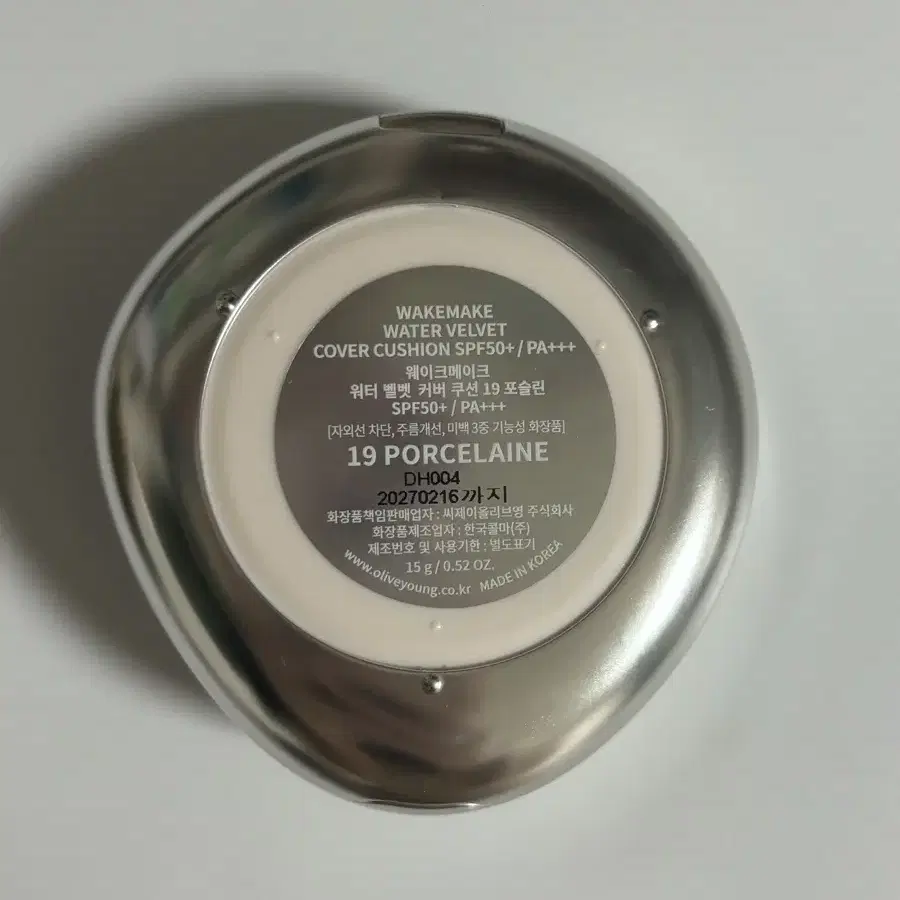 WAKEMAKE
WATER VELVET
COVER CUSHION SPF50+ / PA+++
웨이크메이크
워터 벨벳 커버 쿠션 19 포슬린
SPF50+ / PA+++
[자외선 차단, 주름개선, 미백 3중 기능성 화장품]
19 PORCELAINE
DH004
20270216까지
화장품책임판매업자 : 씨제이올리브영 주식회사
화장품제조업자 : 한국콜마(주)
제조번호 및 사용기한 : 별도표기
15 g / 0.52 OZ.
www.oliveyoung.co.kr MADE IN KOREA